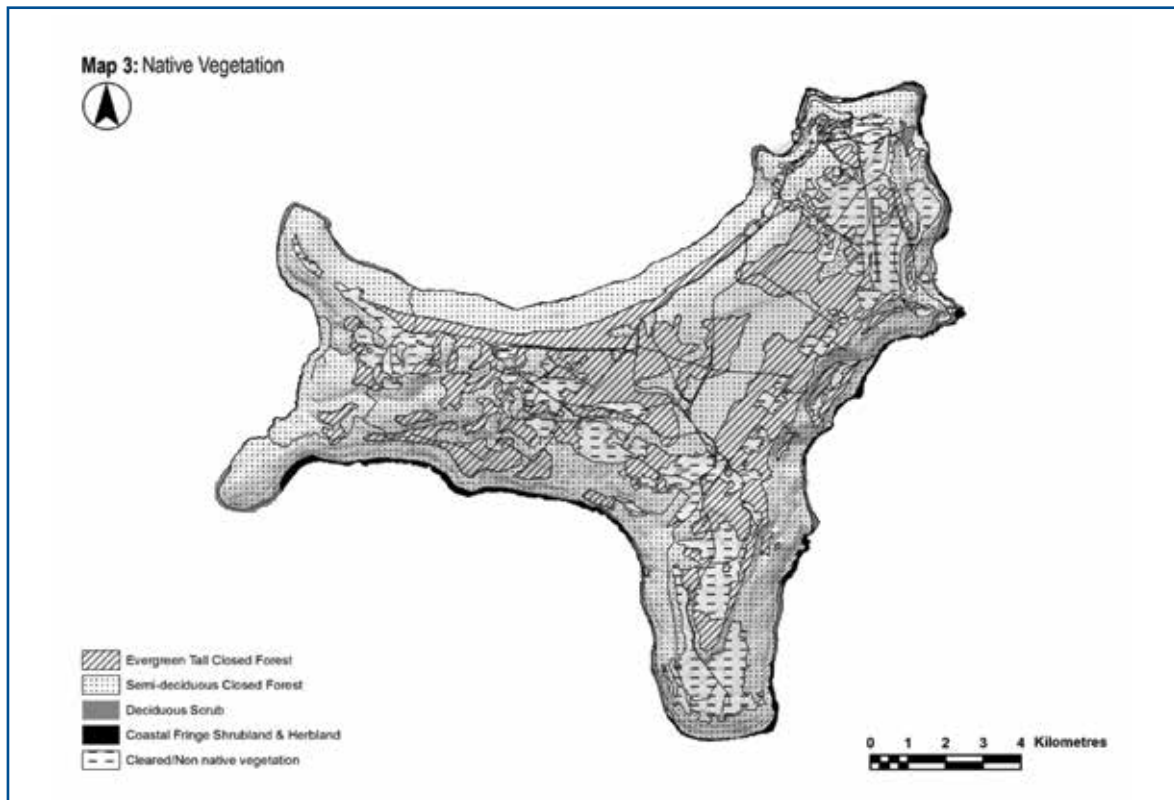 Map 3: Native Vegetation
Evergreen Tall Closed Forest
Semi-deciduous Closed Forest
Deciduous Scrub
Coastal Fringe Shrubland & Herbland
Cleared/Non native vegetation
0 1 2 3 4 Kilometres